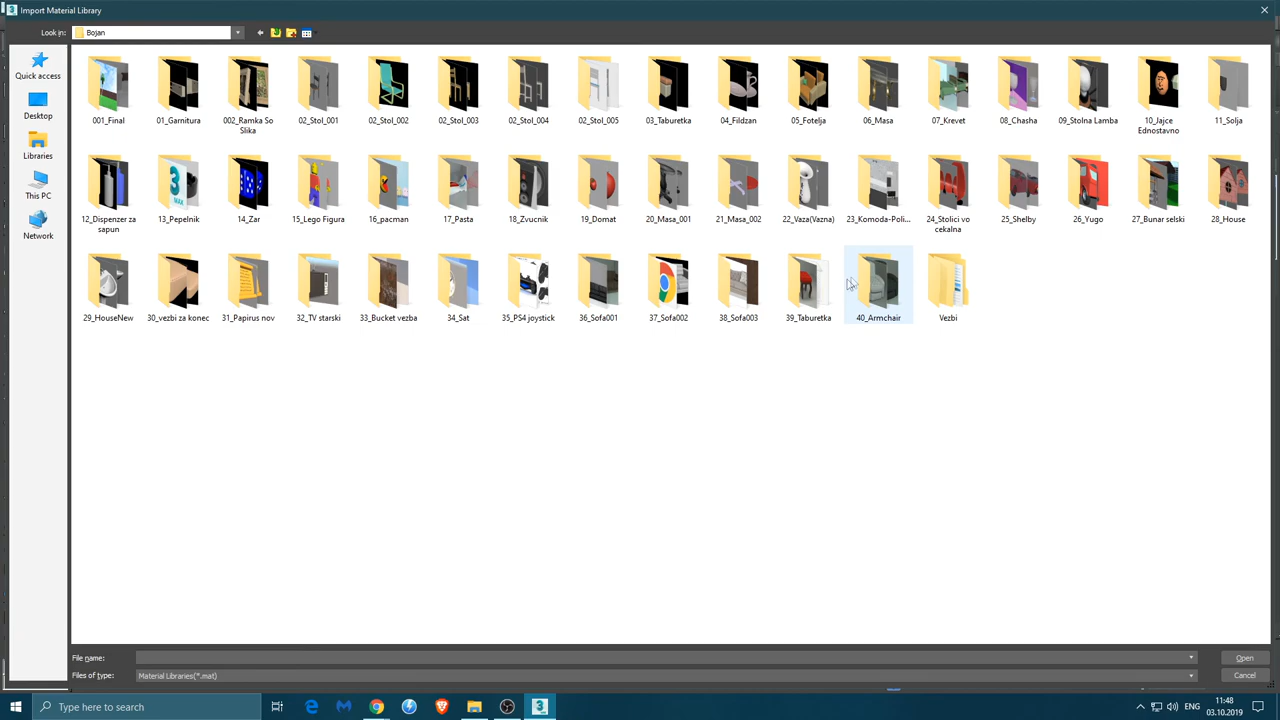 Import Material Library
Look in: Bojan
Quick access
Desktop
Libraries
This PC
Network
001_Final
01_Garnitura
002_Ramka So Slika
02_Stol_001
02_Stol_002
02_Stol_003
02_Stol_004
02_Stol_005
03_Taburetka
04_Fildzan
05_Fotelja
06_Masa
07_Krevet
08_Chasha
09_Stolna Lamba
10_Jajce Ednostavno
11_Solja
12_Dispenzer za sapun
13_Pepelnik
14_Zar
15_Lego Figura
16_pacman
17_Pasta
18_Zvucnik
19_Domat
20_Masa_001
21_Masa_002
22_Vaza(Vazna)
23_Komoda-Poli...
24_Stolici vo cekalna
25_Shelby
26_Yugo
27_Bunar selski
28_House
29_HouseNew
30_vezbi za konec
31_Papirus nov
32_TV starski
33_Bucket vezba
34_Sat
35_PS4 joystick
36_Sofa001
37_Sofa002
38_Sofa003
39_Taburetka
40_Armchair
Vezbi
File name:
Open
Files of type: Material Libraries(*.mat)
Cancel
Type here to search
ENG
11:48
03.10.2019